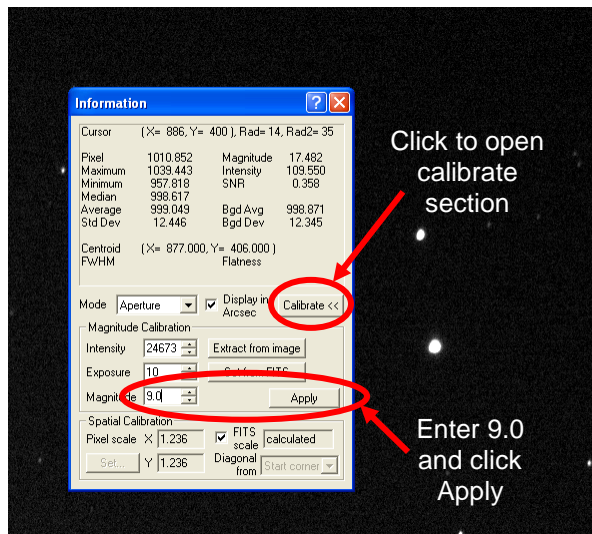 Information
Cursor (X= 886, Y= 400 ), Rad= 14, Rad2= 35
Pixel 1010.852 Magnitude 17.482
Maximum 1039.443 Intensity 109.550
Minimum 957.818 SNR 0.358
Median 998.617
Average 999.049 Bgd Avg 998.871
Std Dev 12.446 Bgd Dev 12.345
Centroid (X= 877.000, Y= 406.000 )
FWHM Flatness
Mode Aperture Display in Arcsec Calibrate <<
Magnitude Calibration
Intensity 24673 Extract from image
Exposure 10 Set from FITS
Magnitude 9.0 Apply
Spatial Calibration
Pixel scale X 1.236 FITS scale calculated
Set... Y 1.236 Diagonal from Start corner
Click to open
calibrate
section
Enter 9.0
and click
Apply